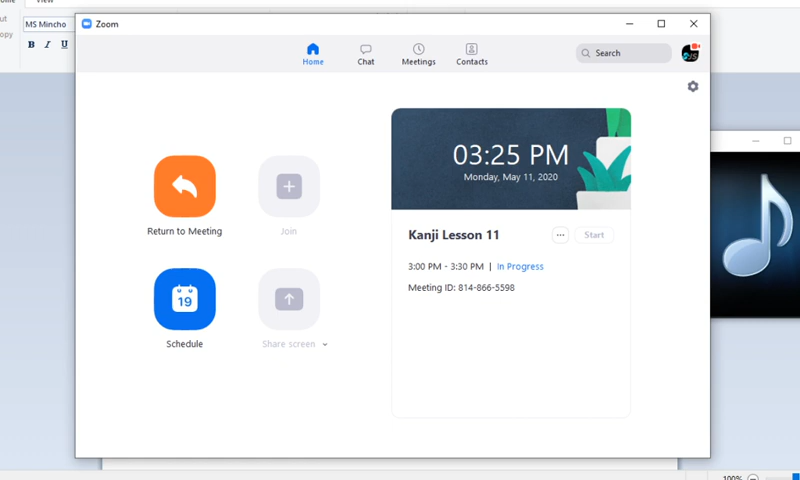 View
MS Mincho
B I U
Zoom
Home
Chat
Meetings
Contacts
Search
03:25 PM
Monday, May 11, 2020
Return to Meeting
Join
Schedule
19
Share screen
Kanji Lesson 11
Start
3:00 PM - 3:30 PM | In Progress
Meeting ID: 814-866-5598
100%